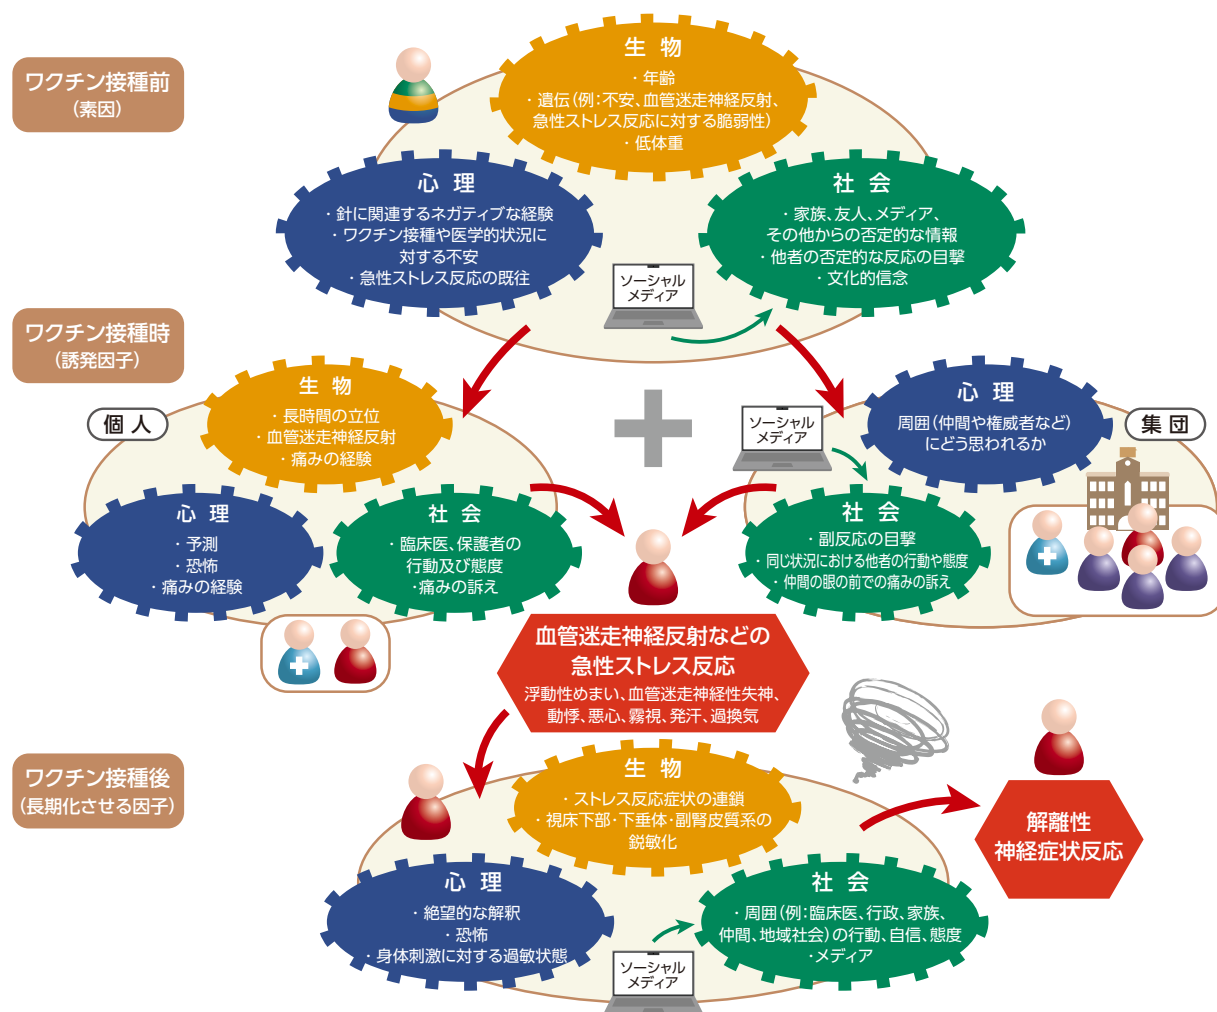 ワクチン接種前
(素因)
生 物
・年齢
・遺伝(例:不安、血管迷走神経反射、
急性ストレス反応に対する脆弱性)
・低体重
心 理
・針に関連するネガティブな経験
・ワクチン接種や医学的状況に
対する不安
・急性ストレス反応の既往
社 会
・家族、友人、メディア、
その他からの否定的な情報
・他者の否定的な反応の目撃
・文化的信念
ソーシャル
メディア
ワクチン接種時
(誘発因子)
個 人
生 物
・長時間の立位
・血管迷走神経反射
・痛みの経験
心 理
・予測
・恐怖
・痛みの経験
社 会
・臨床医、保護者の
行動及び態度
・痛みの訴え
集 団
ソーシャル
メディア
心 理
周囲(仲間や権威者など)
にどう思われるか
社 会
・副反応の目撃
・同じ状況における他者の行動や態度
・仲間の眼の前での痛みの訴え
血管迷走神経反射などの
急性ストレス反応
浮動性めまい、血管迷走神経性失神、
動悸、悪心、霧視、発汗、過換気
ワクチン接種後
(長期化させる因子)
生 物
・ストレス反応症状の連鎖
・視床下部・下垂体・副腎皮質系の
鋭敏化
心 理
・絶望的な解釈
・恐怖
・身体刺激に対する過敏状態
社 会
・周囲(例:臨床医、行政、家族、
仲間、地域社会)の行動、自信、態度
・メディア
ソーシャル
メディア
解離性
神経症状反応